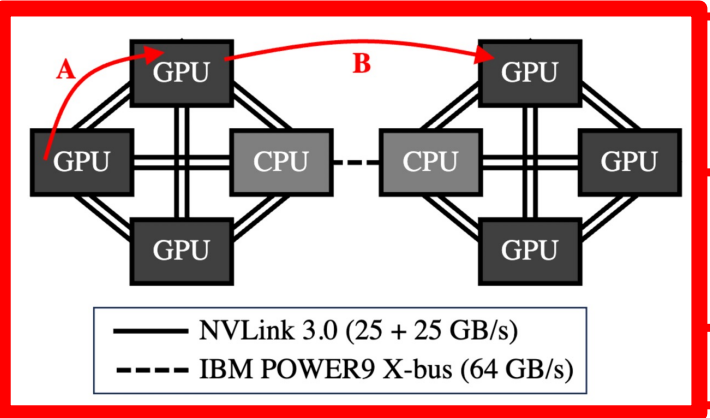 GPU
GPU
A
B
GPU
CPU
CPU
GPU
GPU
GPU
NVLink 3.0 (25 + 25 GB/s)
IBM POWER9 X-bus (64 GB/s)